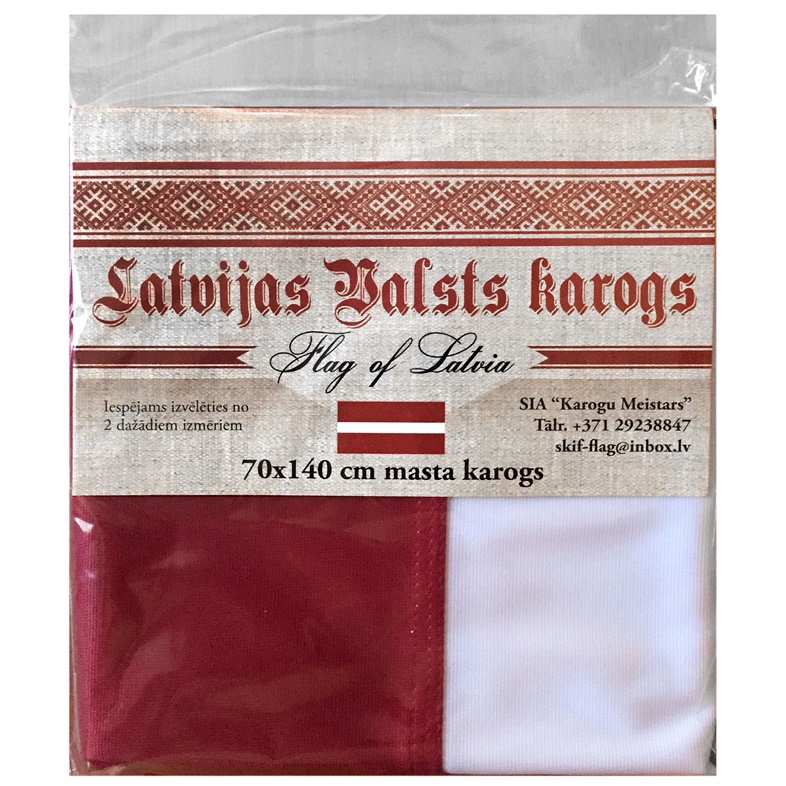 Latvijas Valsts karogs
Flag of Latvia
Iespējams izvēlēties no
2 dažādiem izmēriem
SIA “Karogu Meistars”
Tālr. +371 29238847
skif-flag@inbox.lv
70x140 cm masta karogs